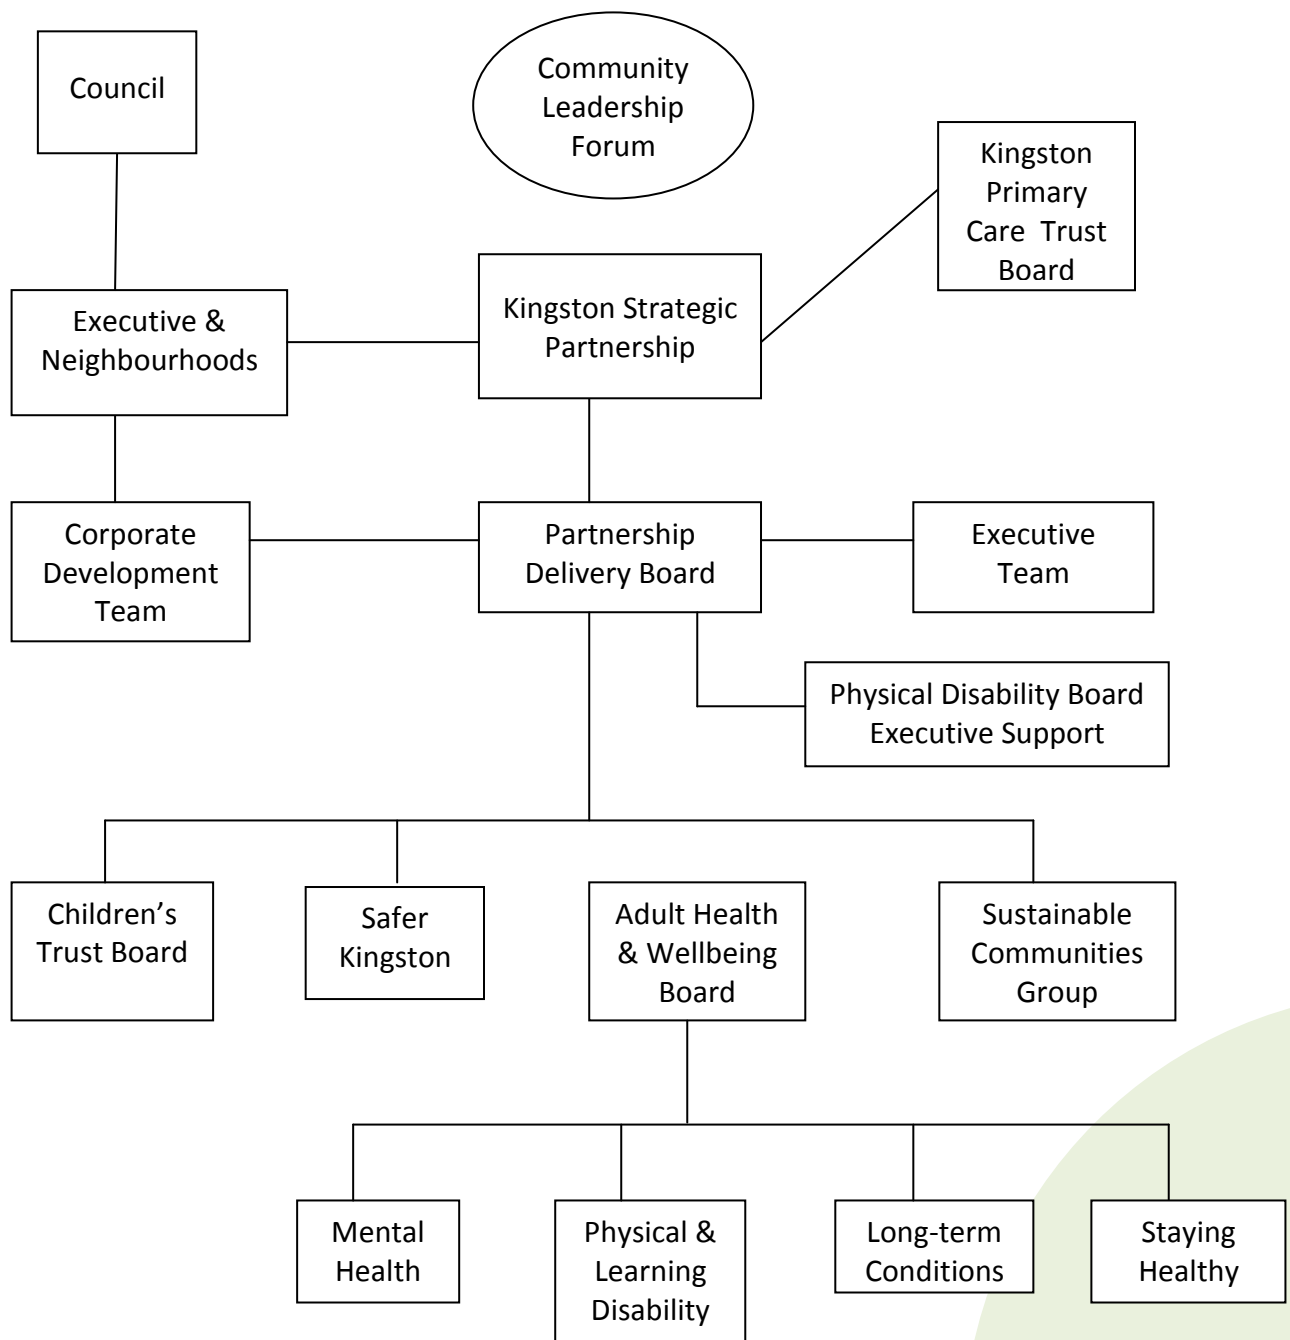 Council
Community
Leadership
Forum
Kingston
Primary
Care  Trust
Board
Executive &
Neighbourhoods
Kingston Strategic
Partnership
Corporate
Development
Team
Partnership
Delivery Board
Executive
Team
Physical Disability Board
Executive Support
Children’s
Trust Board
Safer
Kingston
Adult Health
& Wellbeing
Board
Sustainable
Communities
Group
Mental
Health
Physical &
Learning
Disability
Long-term
Conditions
Staying
Healthy